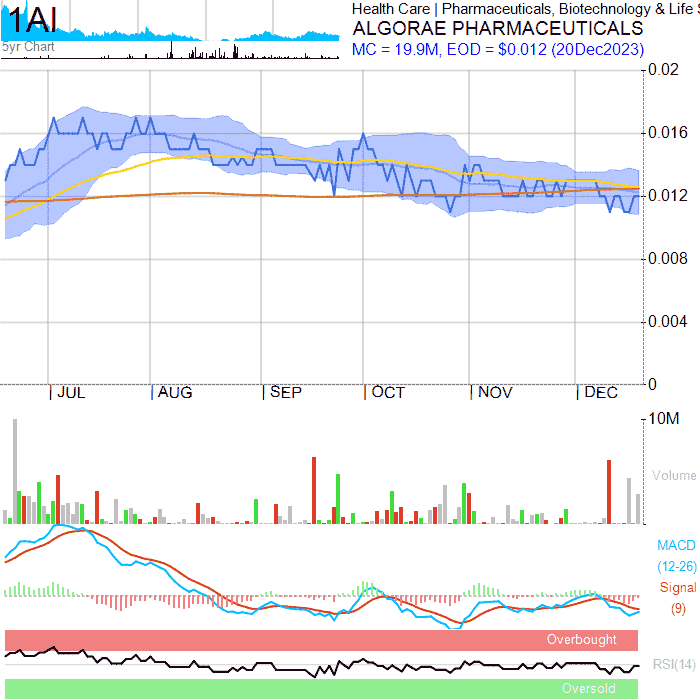 1AI
5yr Chart
Health Care | Pharmaceuticals, Biotechnology & Life S
ALGORAE PHARMACEUTICALS
MC = 19.9M, EOD = $0.012 (20Dec2023)
0.02
0.016
0.012
0.008
0.004
0
JUL AUG SEP OCT NOV DEC
10M
Volume
MACD
(12-26)
Signal
(9)
Overbought
RSI(14)
Oversold